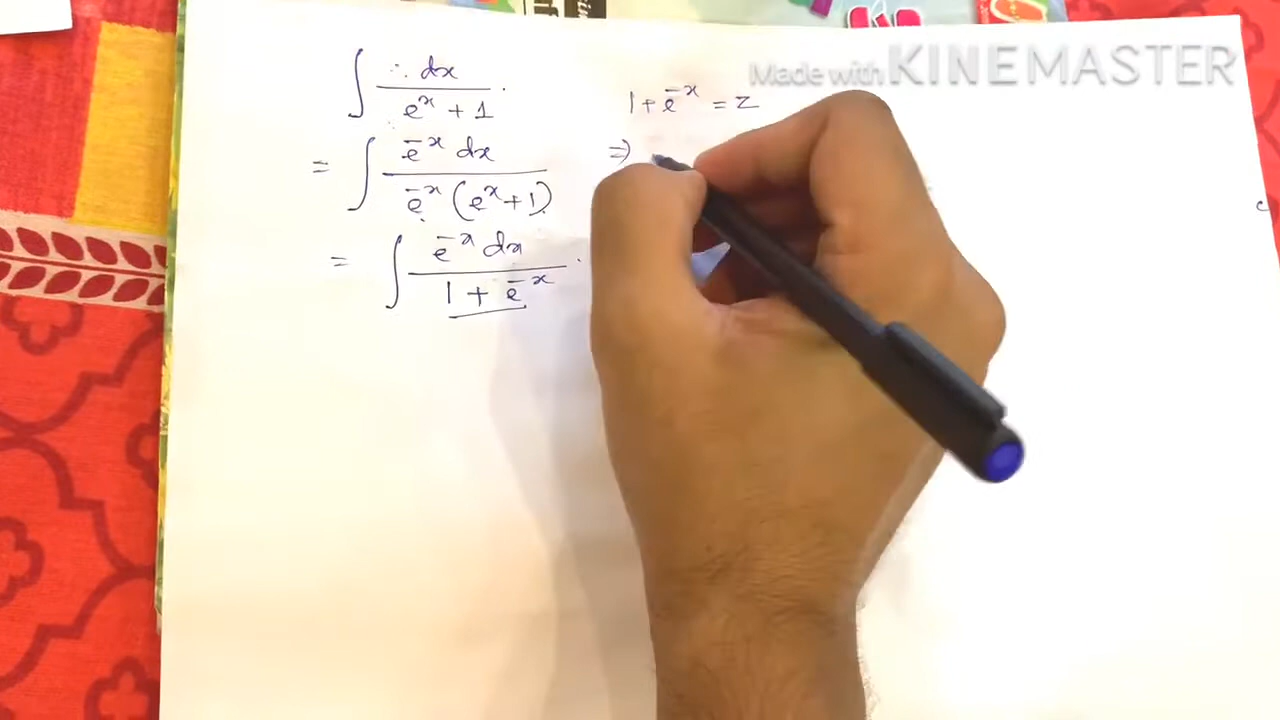 ∫ dx / (e^x + 1)
= ∫ e^-x dx / e^-x (e^x + 1)
= ∫ e^-x dx / 1 + e^-x
1 + e^-x = z
⇒
Made with KINEMASTER